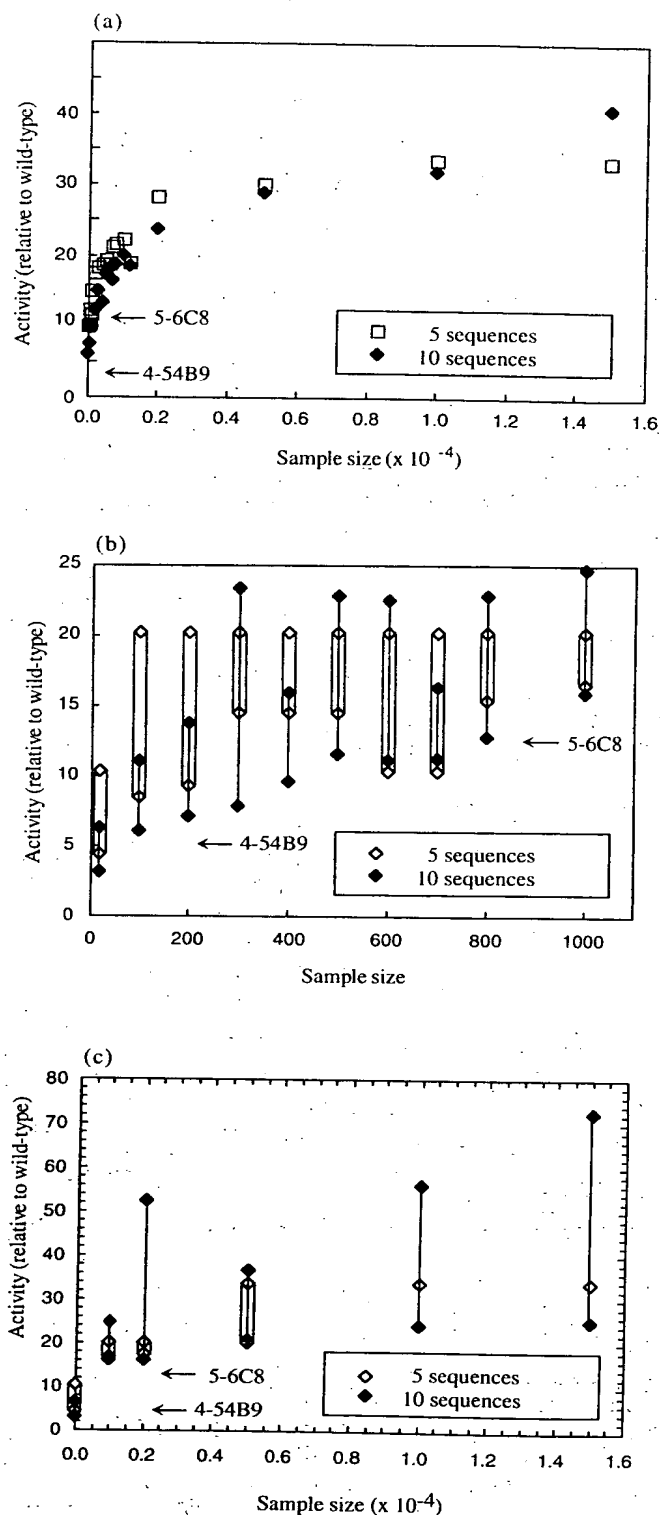 (a)
Activity (relative to wild-type)
40
30
20
10
0
5-6C8
4-54B9
5 sequences
10 sequences
0.0 0.2 0.4 0.6 0.8 1.0 1.2 1.4 1.6
Sample size (x 10 -4)
(b)
Activity (relative to wild-type)
25
20
15
10
5
0
5-6C8
4-54B9
5 sequences
10 sequences
0 200 400 600 800 1000
Sample size
(c)
Activity (relative to wild-type)
80
70
60
50
40
30
20
10
0
5-6C8
4-54B9
5 sequences
10 sequences
0.0 0.2 0.4 0.6 0.8 1.0 1.2 1.4 1.6
Sample size (x 10-4)